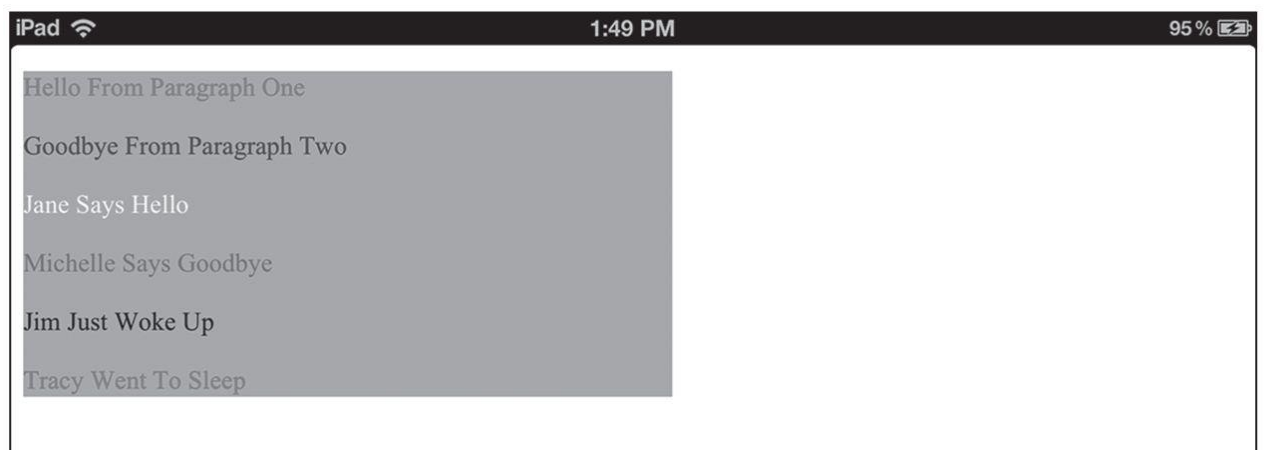 iPad 1:49 PM 95%
Hello From Paragraph One
Goodbye From Paragraph Two
Jane Says Hello
Michelle Says Goodbye
Jim Just Woke Up
Tracy Went To Sleep